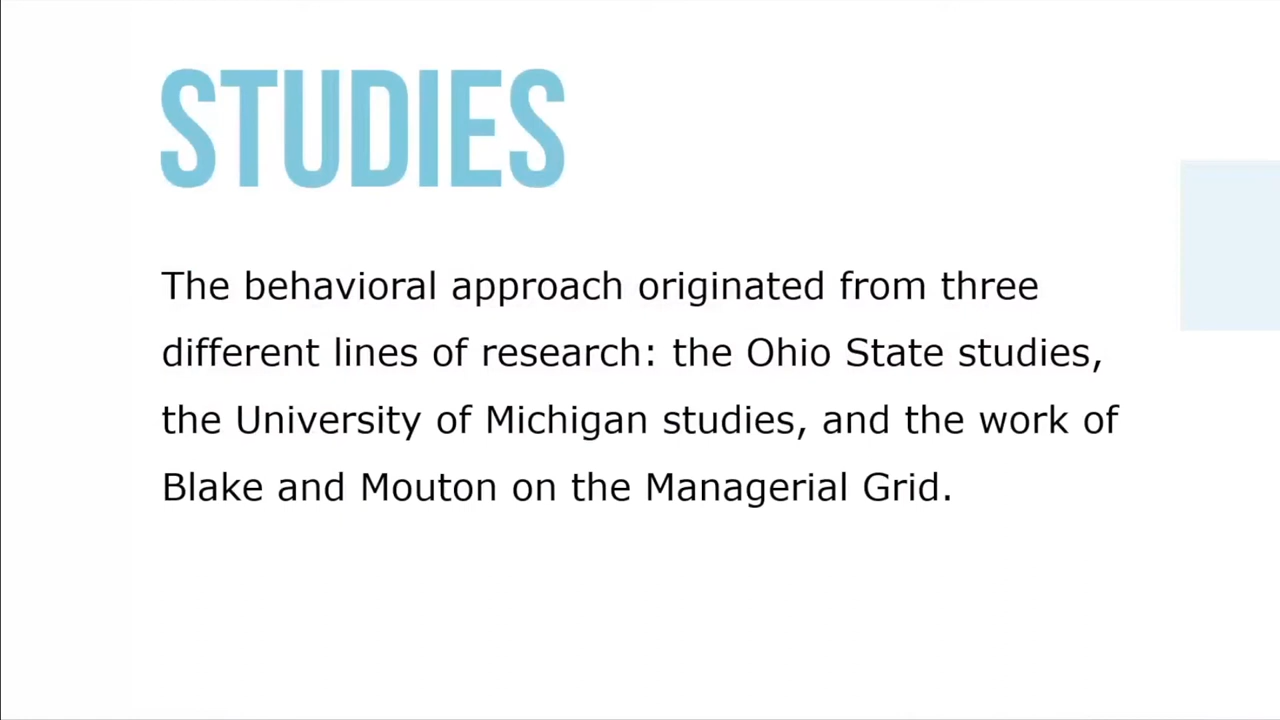 STUDIES
The behavioral approach originated from three
different lines of research: the Ohio State studies,
the University of Michigan studies, and the work of
Blake and Mouton on the Managerial Grid.